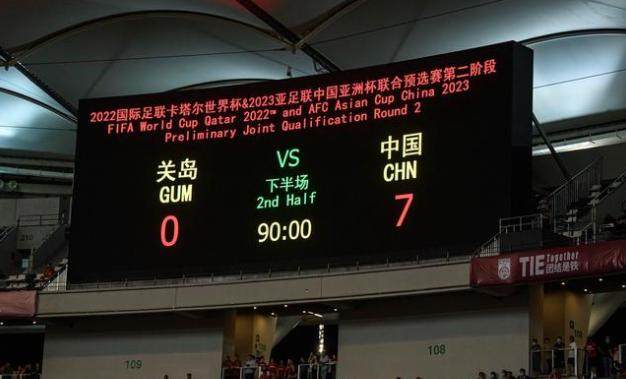 2022国际足联卡塔尔世界杯&2023亚足联中国亚洲杯联合预选赛第二阶段
FIFA World Cup Qatar 2022™ and AFC Asian Cup China 2023
Preliminary Joint Qualification Round 2
关岛 VS 中国
GUM 下半场 CHN
0 2nd Half 7
90:00
TIE Together
团结是铁
109
108